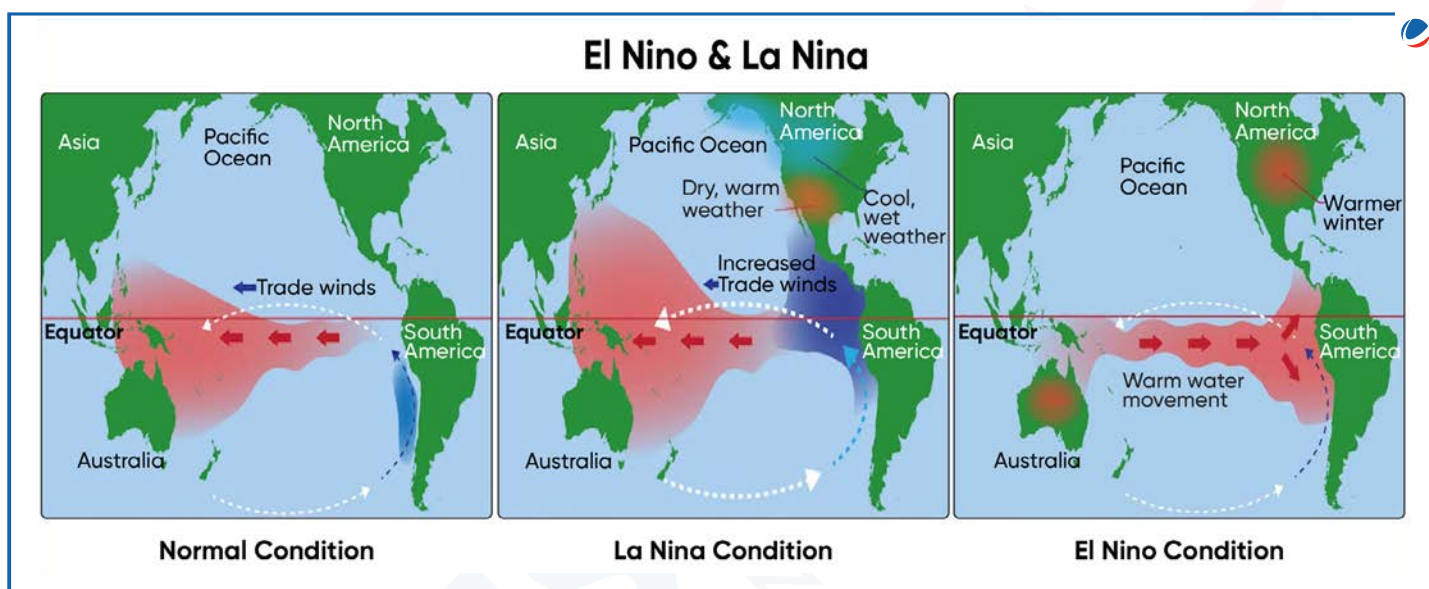 El Nino & La Nina
Asia
Pacific
Ocean
North
America
Trade winds
Equator
South
America
Australia
Normal Condition
Asia
Pacific Ocean
North
America
Dry, warm
weather
Cool,
wet
weather
Increased
Trade winds
Equator
South
America
Australia
La Nina Condition
Asia
Pacific
Ocean
North
America
Warmer
winter
Equator
South
America
Warm water
movement
Australia
El Nino Condition